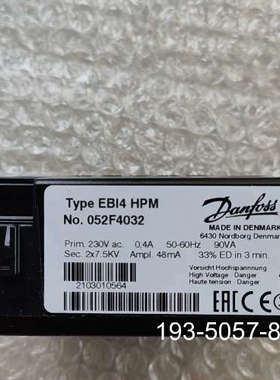 Type EBI4 HPM
No. 052F4032
Danfoss
MADE IN DENMARK
6430 Nordborg Denmark
Prim. 230V ac. 0,4A 50-60Hz 90VA
Sec. 2x7.5KV Ampl. 48mA 33% ED in 3 min.
Vorsicht Hochspannung
High Voltage - Danger
Haute tension - Danger
2103010564
EAC CE
193-5057-8